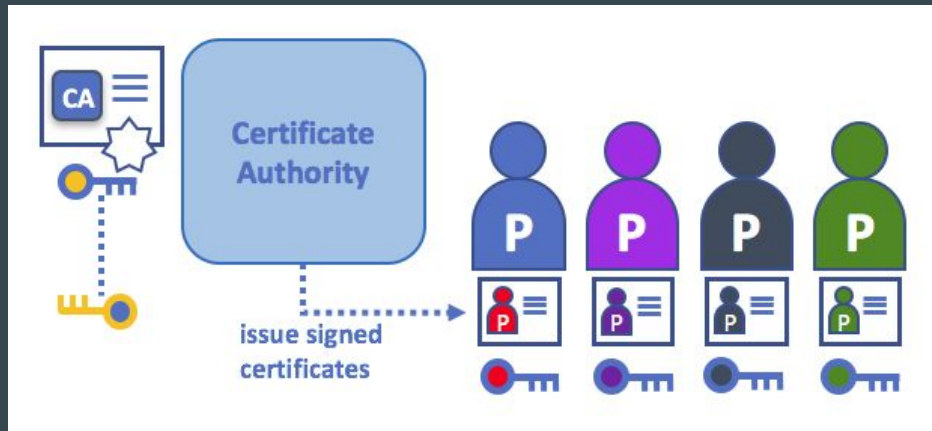 CA
Certificate
Authority
P P P P
P P P P
issue signed
certificates